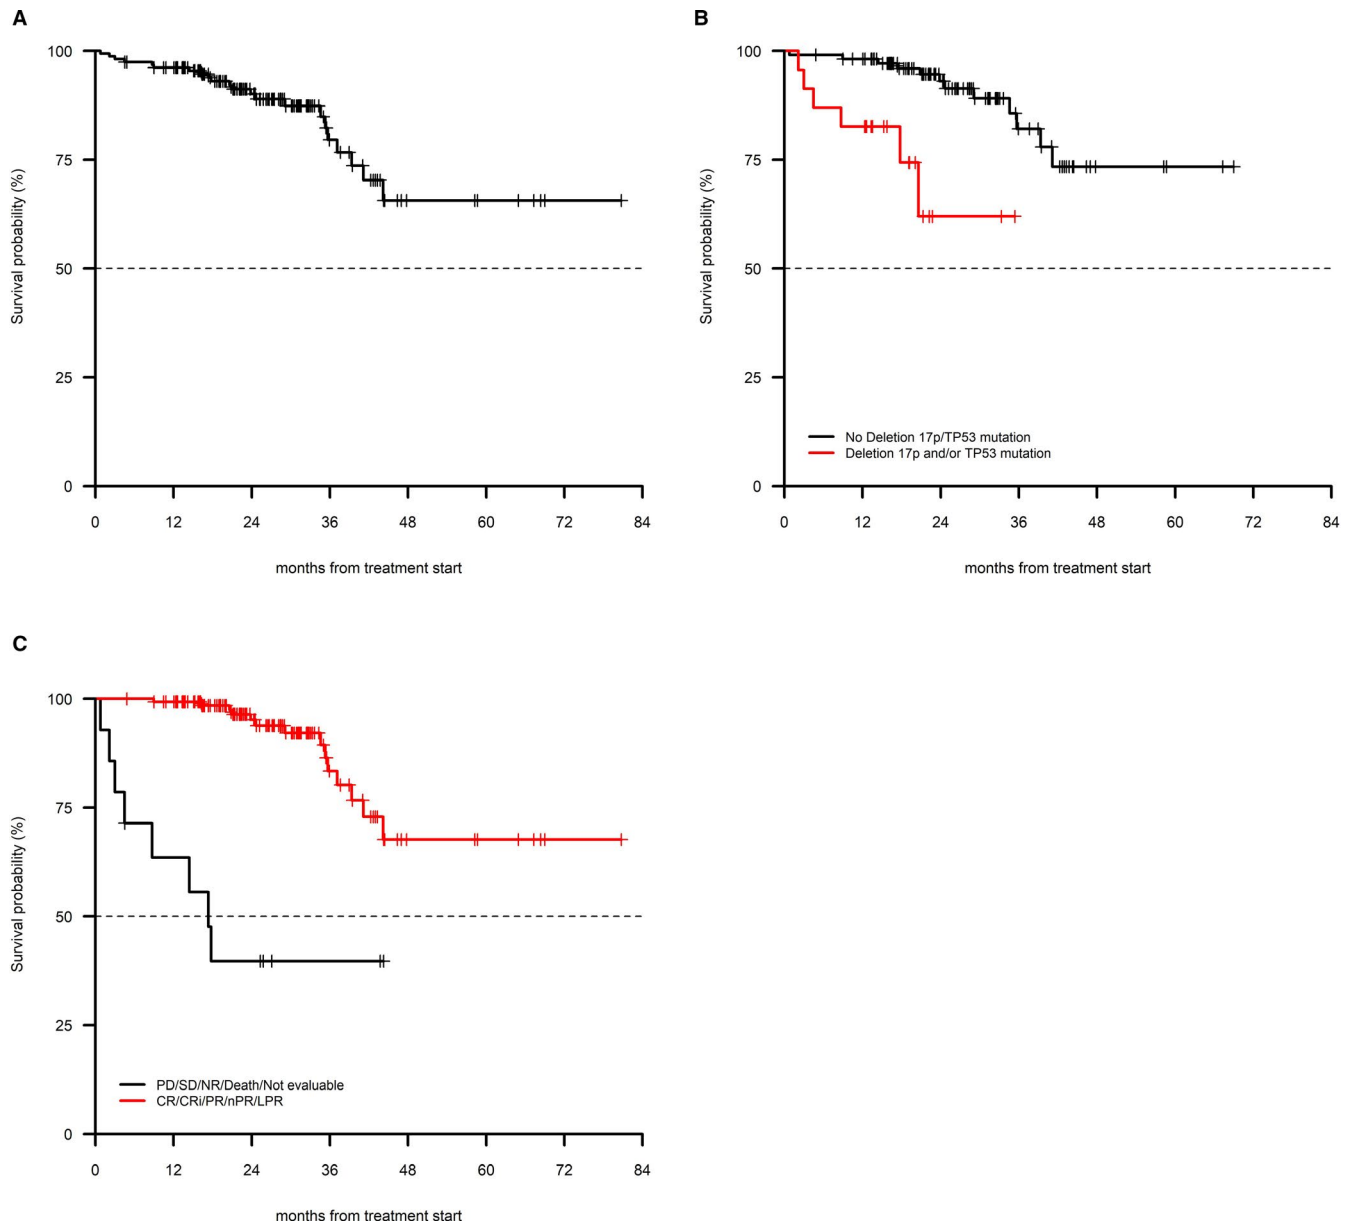 A
100
75
50
25
0
Survival probability (%)
0 12 24 36 48 60 72 84
months from treatment start
B
100
75
50
25
0
Survival probability (%)
No Deletion 17p/TP53 mutation
Deletion 17p and/or TP53 mutation
0 12 24 36 48 60 72 84
months from treatment start
C
100
75
50
25
0
Survival probability (%)
PD/SD/NR/Death/Not evaluable
CR/CRi/PR/nPR/LPR
0 12 24 36 48 60 72 84
months from treatment start